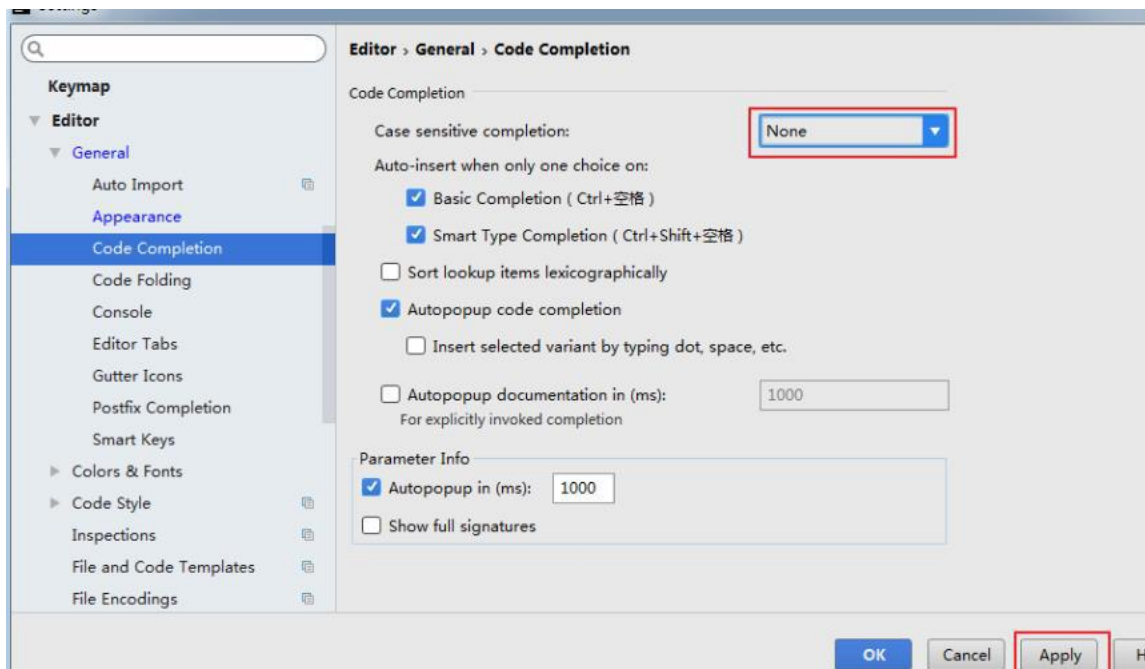 Settings
Editor › General › Code Completion
Keymap
Editor
General
Auto Import
Appearance
Code Completion
Code Folding
Console
Editor Tabs
Gutter Icons
Postfix Completion
Smart Keys
Colors & Fonts
Code Style
Inspections
File and Code Templates
File Encodings
Code Completion
Case sensitive completion: None
Auto-insert when only one choice on:
Basic Completion ( Ctrl+空格 )
Smart Type Completion ( Ctrl+Shift+空格 )
Sort lookup items lexicographically
Autopopup code completion
Insert selected variant by typing dot, space, etc.
Autopopup documentation in (ms): 1000
For explicitly invoked completion
Parameter Info
Autopopup in (ms): 1000
Show full signatures
OK Cancel Apply